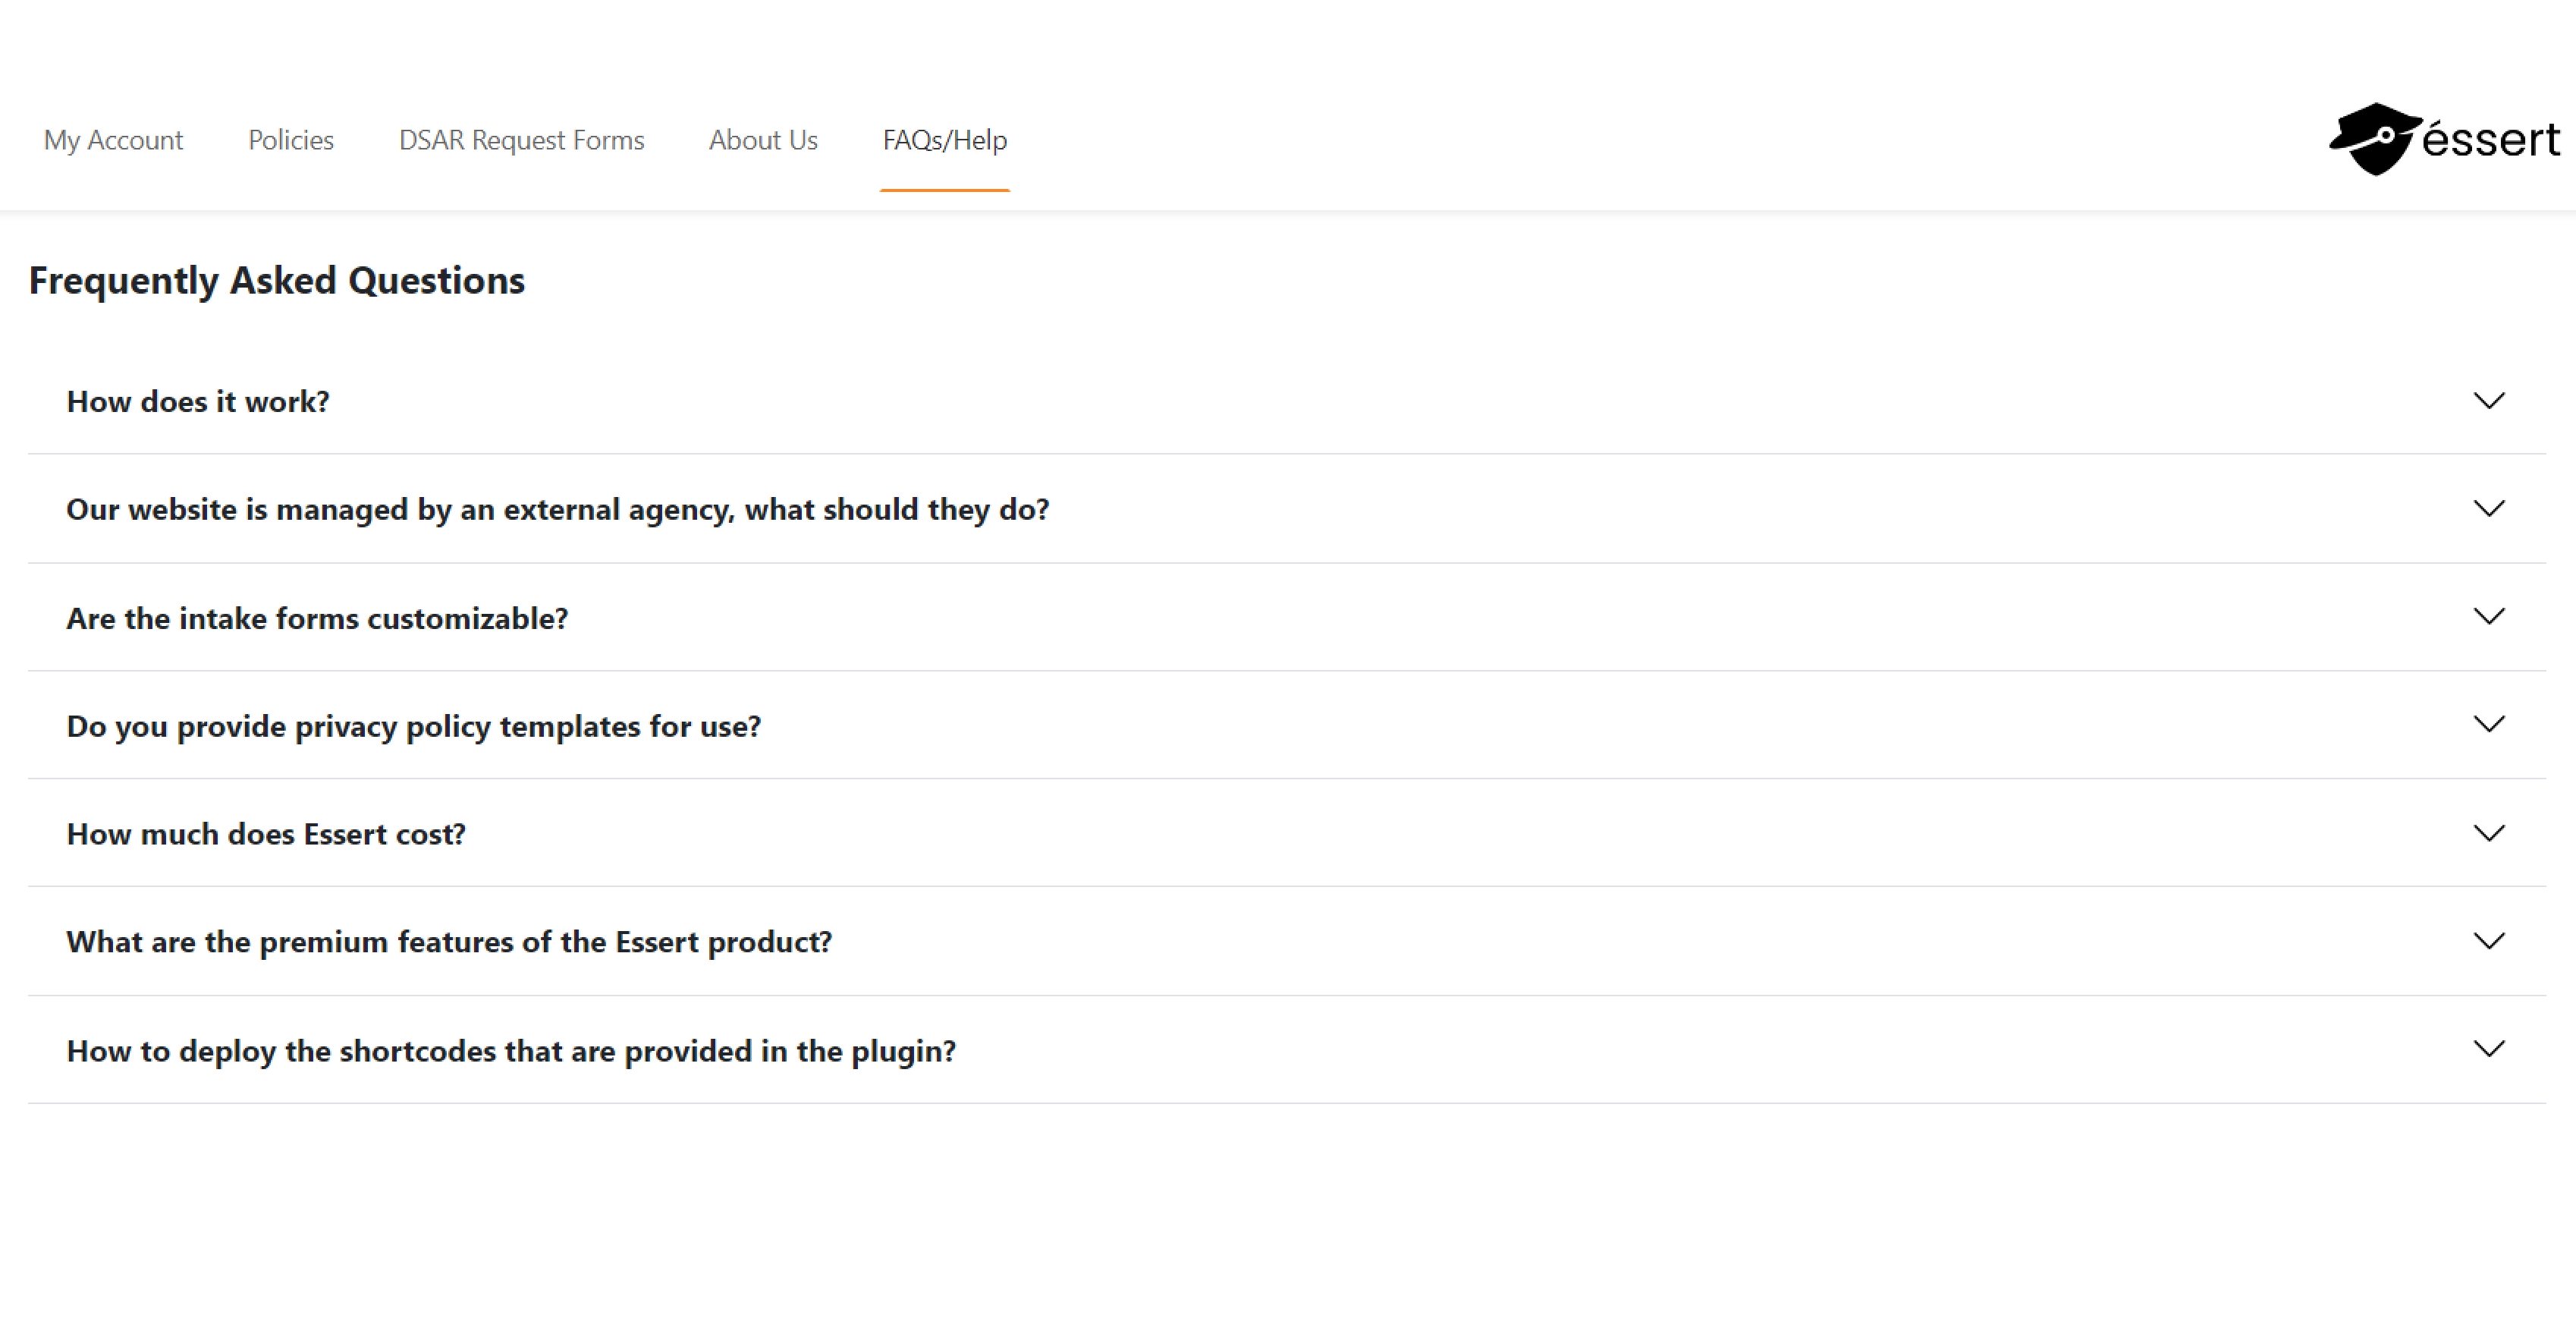 My Account Policies DSAR Request Forms About Us FAQs/Help éssert
Frequently Asked Questions
How does it work?
Our website is managed by an external agency, what should they do?
Are the intake forms customizable?
Do you provide privacy policy templates for use?
How much does Essert cost?
What are the premium features of the Essert product?
How to deploy the shortcodes that are provided in the plugin?